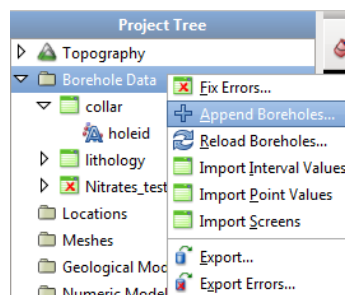 Project Tree
Topography
Borehole Data
collar
holeid
lithology
Nitrates_test
Locations
Meshes
Geological Mod
Numeric Model
Fix Errors...
Append Boreholes...
Reload Boreholes...
Import Interval Values
Import Point Values
Import Screens
Export...
Export Errors...